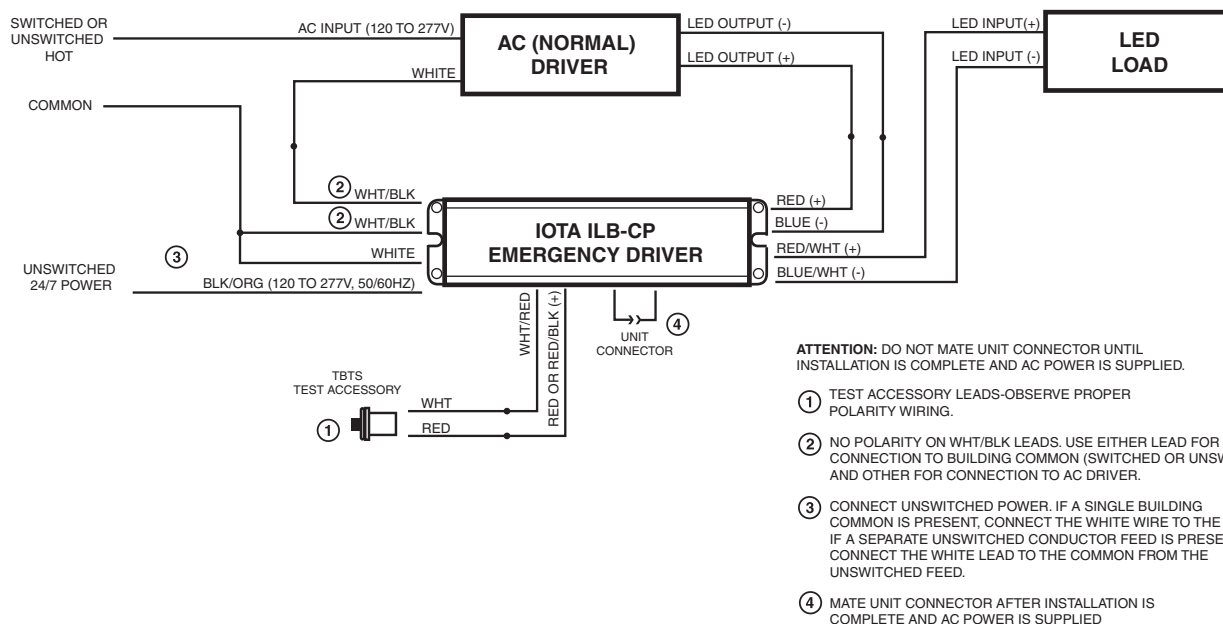 SWITCHED OR
UNSWITCHED
HOT
AC INPUT (120 TO 277V)
AC (NORMAL)
DRIVER
LED OUTPUT (-)
LED OUTPUT (+)
LED INPUT(+)
LED INPUT (-)
LED
LOAD
WHITE
COMMON
2 WHT/BLK
2 WHT/BLK
WHITE
3
UNSWITCHED
24/7 POWER
BLK/ORG (120 TO 277V, 50/60HZ)
IOTA ILB-CP
EMERGENCY DRIVER
RED (+)
BLUE (-)
RED/WHT (+)
BLUE/WHT (-)
WHT/RED
RED OR RED/BLK (+)
UNIT
CONNECTOR
4
TBTS
TEST ACCESSORY
1
WHT
RED
ATTENTION: DO NOT MATE UNIT CONNECTOR UNTIL
INSTALLATION IS COMPLETE AND AC POWER IS SUPPLIED.
1 TEST ACCESSORY LEADS-OBSERVE PROPER
POLARITY WIRING.
2 NO POLARITY ON WHT/BLK LEADS. USE EITHER LEAD FOR
CONNECTION TO BUILDING COMMON (SWITCHED OR
AND OTHER FOR CONNECTION TO AC DRIVER.
3 CONNECT UNSWITCHED POWER. IF A SINGLE BUILDING
COMMON IS PRESENT, CONNECT THE WHITE WIRE TO THE
IF A SEPARATE UNSWITCHED CONDUCTOR FEED IS
CONNECT THE WHITE LEAD TO THE COMMON FROM THE
UNSWITCHED FEED.
4 MATE UNIT CONNECTOR AFTER INSTALLATION IS
COMPLETE AND AC POWER IS SUPPLIED